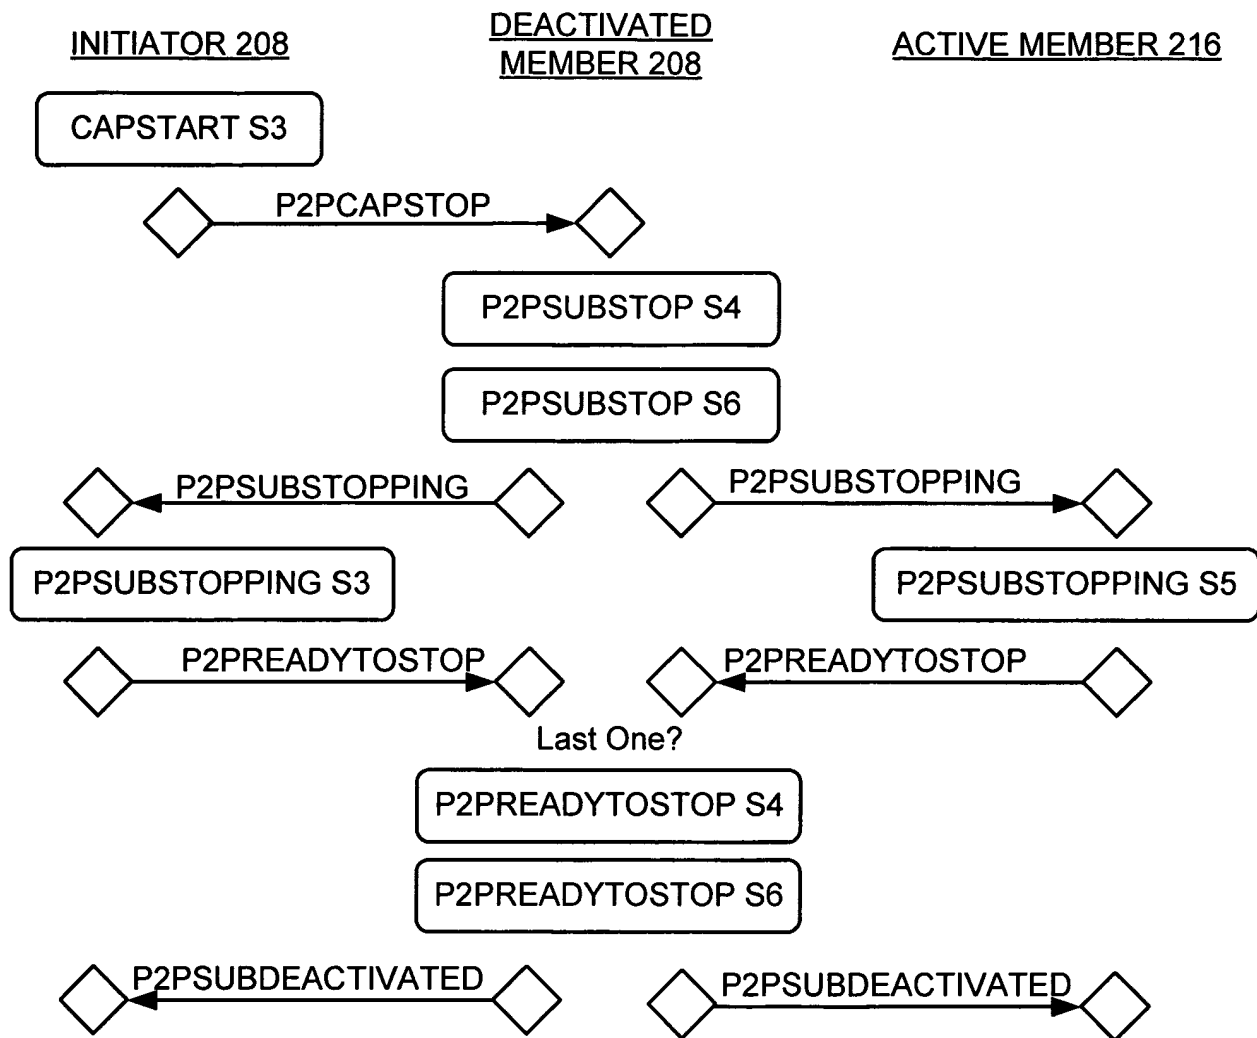 INITIATOR 208
DEACTIVATED
MEMBER 208
ACTIVE MEMBER 216
CAPSTART S3
P2PCAPSTOP
P2PSUBSTOP S4
P2PSUBSTOP S6
P2PSUBSTOPPING
P2PSUBSTOPPING
P2PSUBSTOPPING S3
P2PSUBSTOPPING S5
P2PREADYTOSTOP
P2PREADYTOSTOP
Last One?
P2PREADYTOSTOP S4
P2PREADYTOSTOP S6
P2PSUBDEACTIVATED
P2PSUBDEACTIVATED